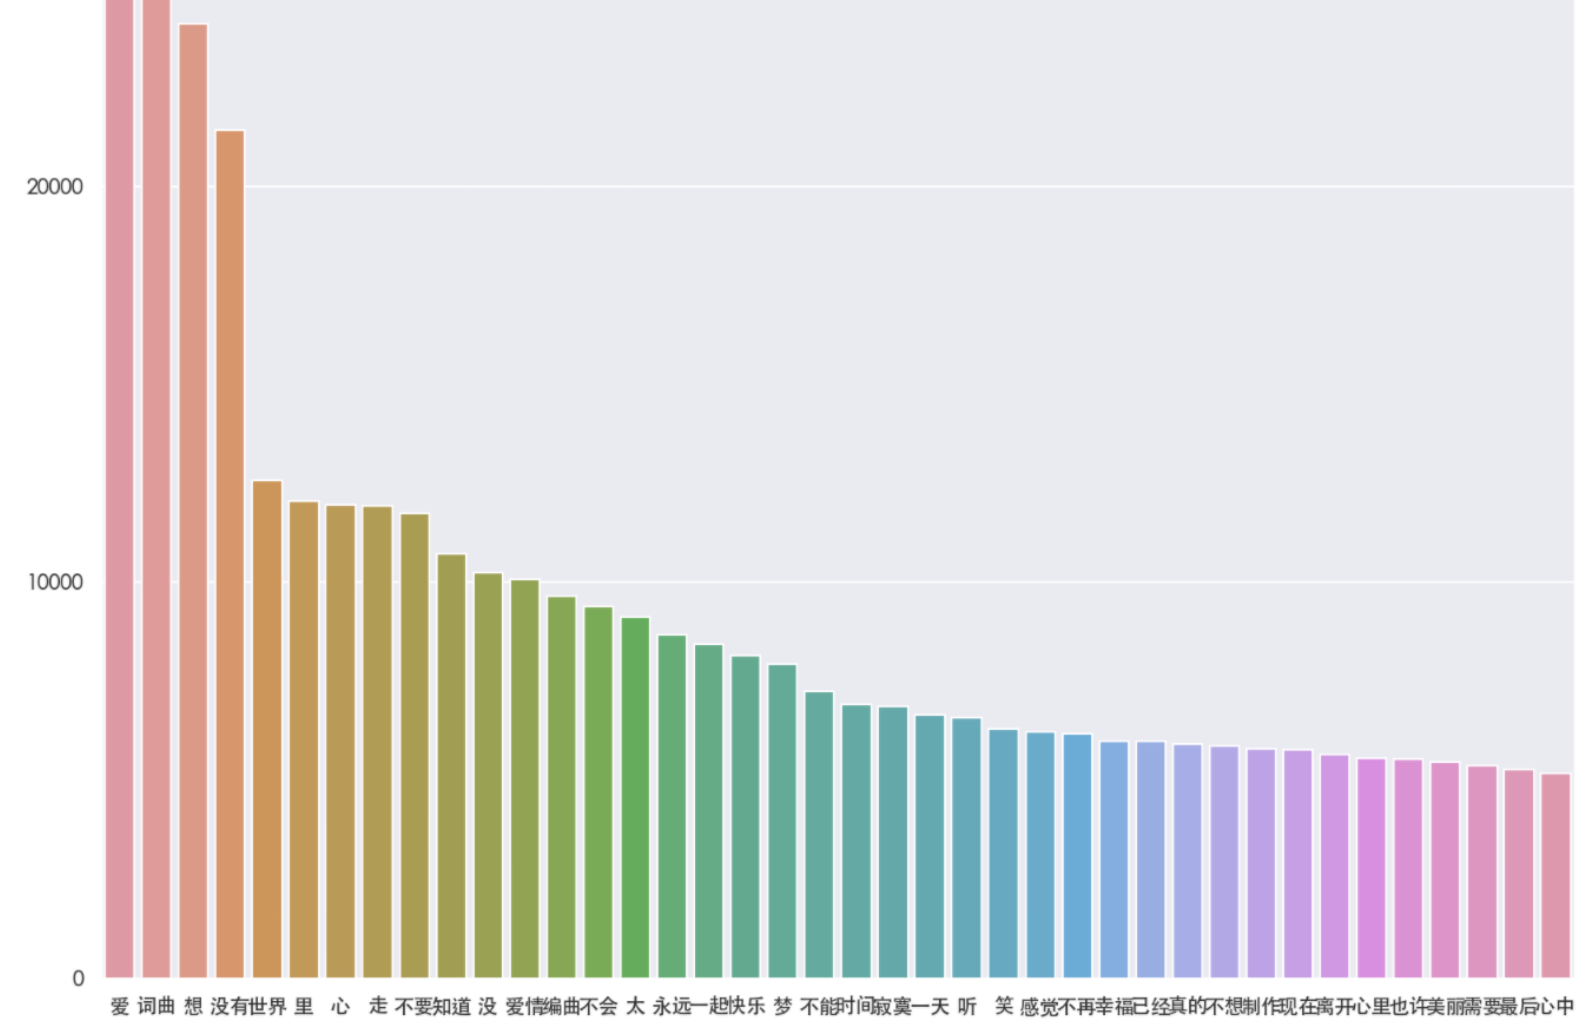 20000
10000
0
爱 词曲 想 没有 世界 里 心 走 不要 知道 没 爱情 编曲 不会 太 永远 一起 快乐 梦 不能 时间 寂寞 一天 听 笑 感觉 不再 幸福 已经 真的 不想 制作 现在 离开 心里 也许 美丽 需要 最后 心中